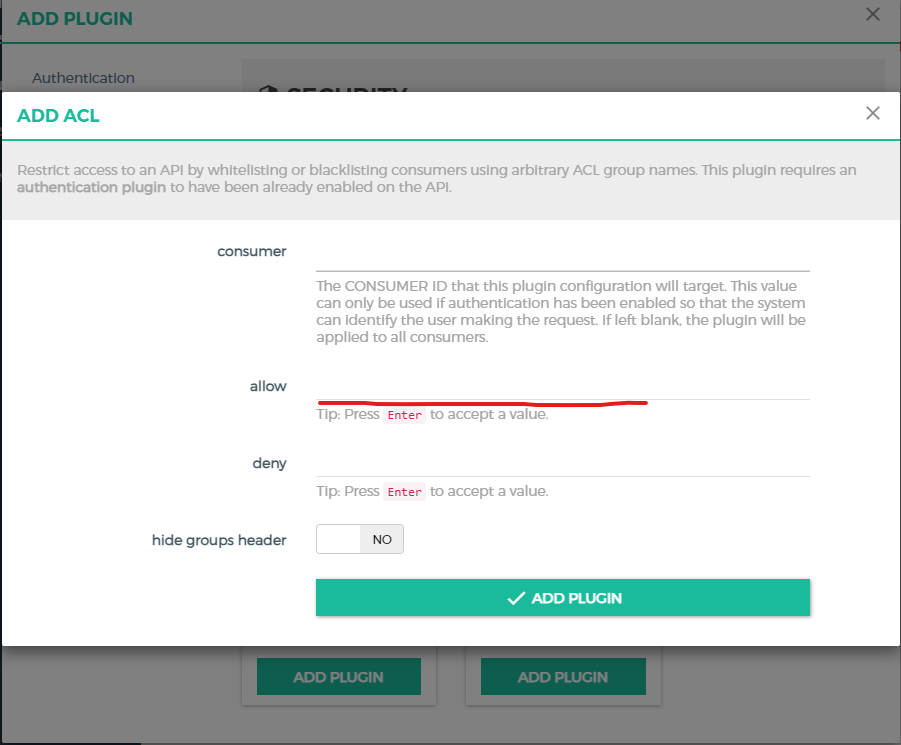 ADD PLUGIN
Authentication
SECURITY
ADD ACL
Restrict access to an API by whitelisting or blacklisting consumers using arbitrary ACL group names. This plugin requires an
authentication plugin to have been already enabled on the API.
consumer
The CONSUMER ID that this plugin configuration will target. This value
can only be used if authentication has been enabled so that the system
can identify the user making the request. If left blank, the plugin will be
applied to all consumers.
allow
Tip: Press Enter to accept a value.
deny
Tip: Press Enter to accept a value.
hide groups header
NO
ADD PLUGIN
ADD PLUGIN
ADD PLUGIN